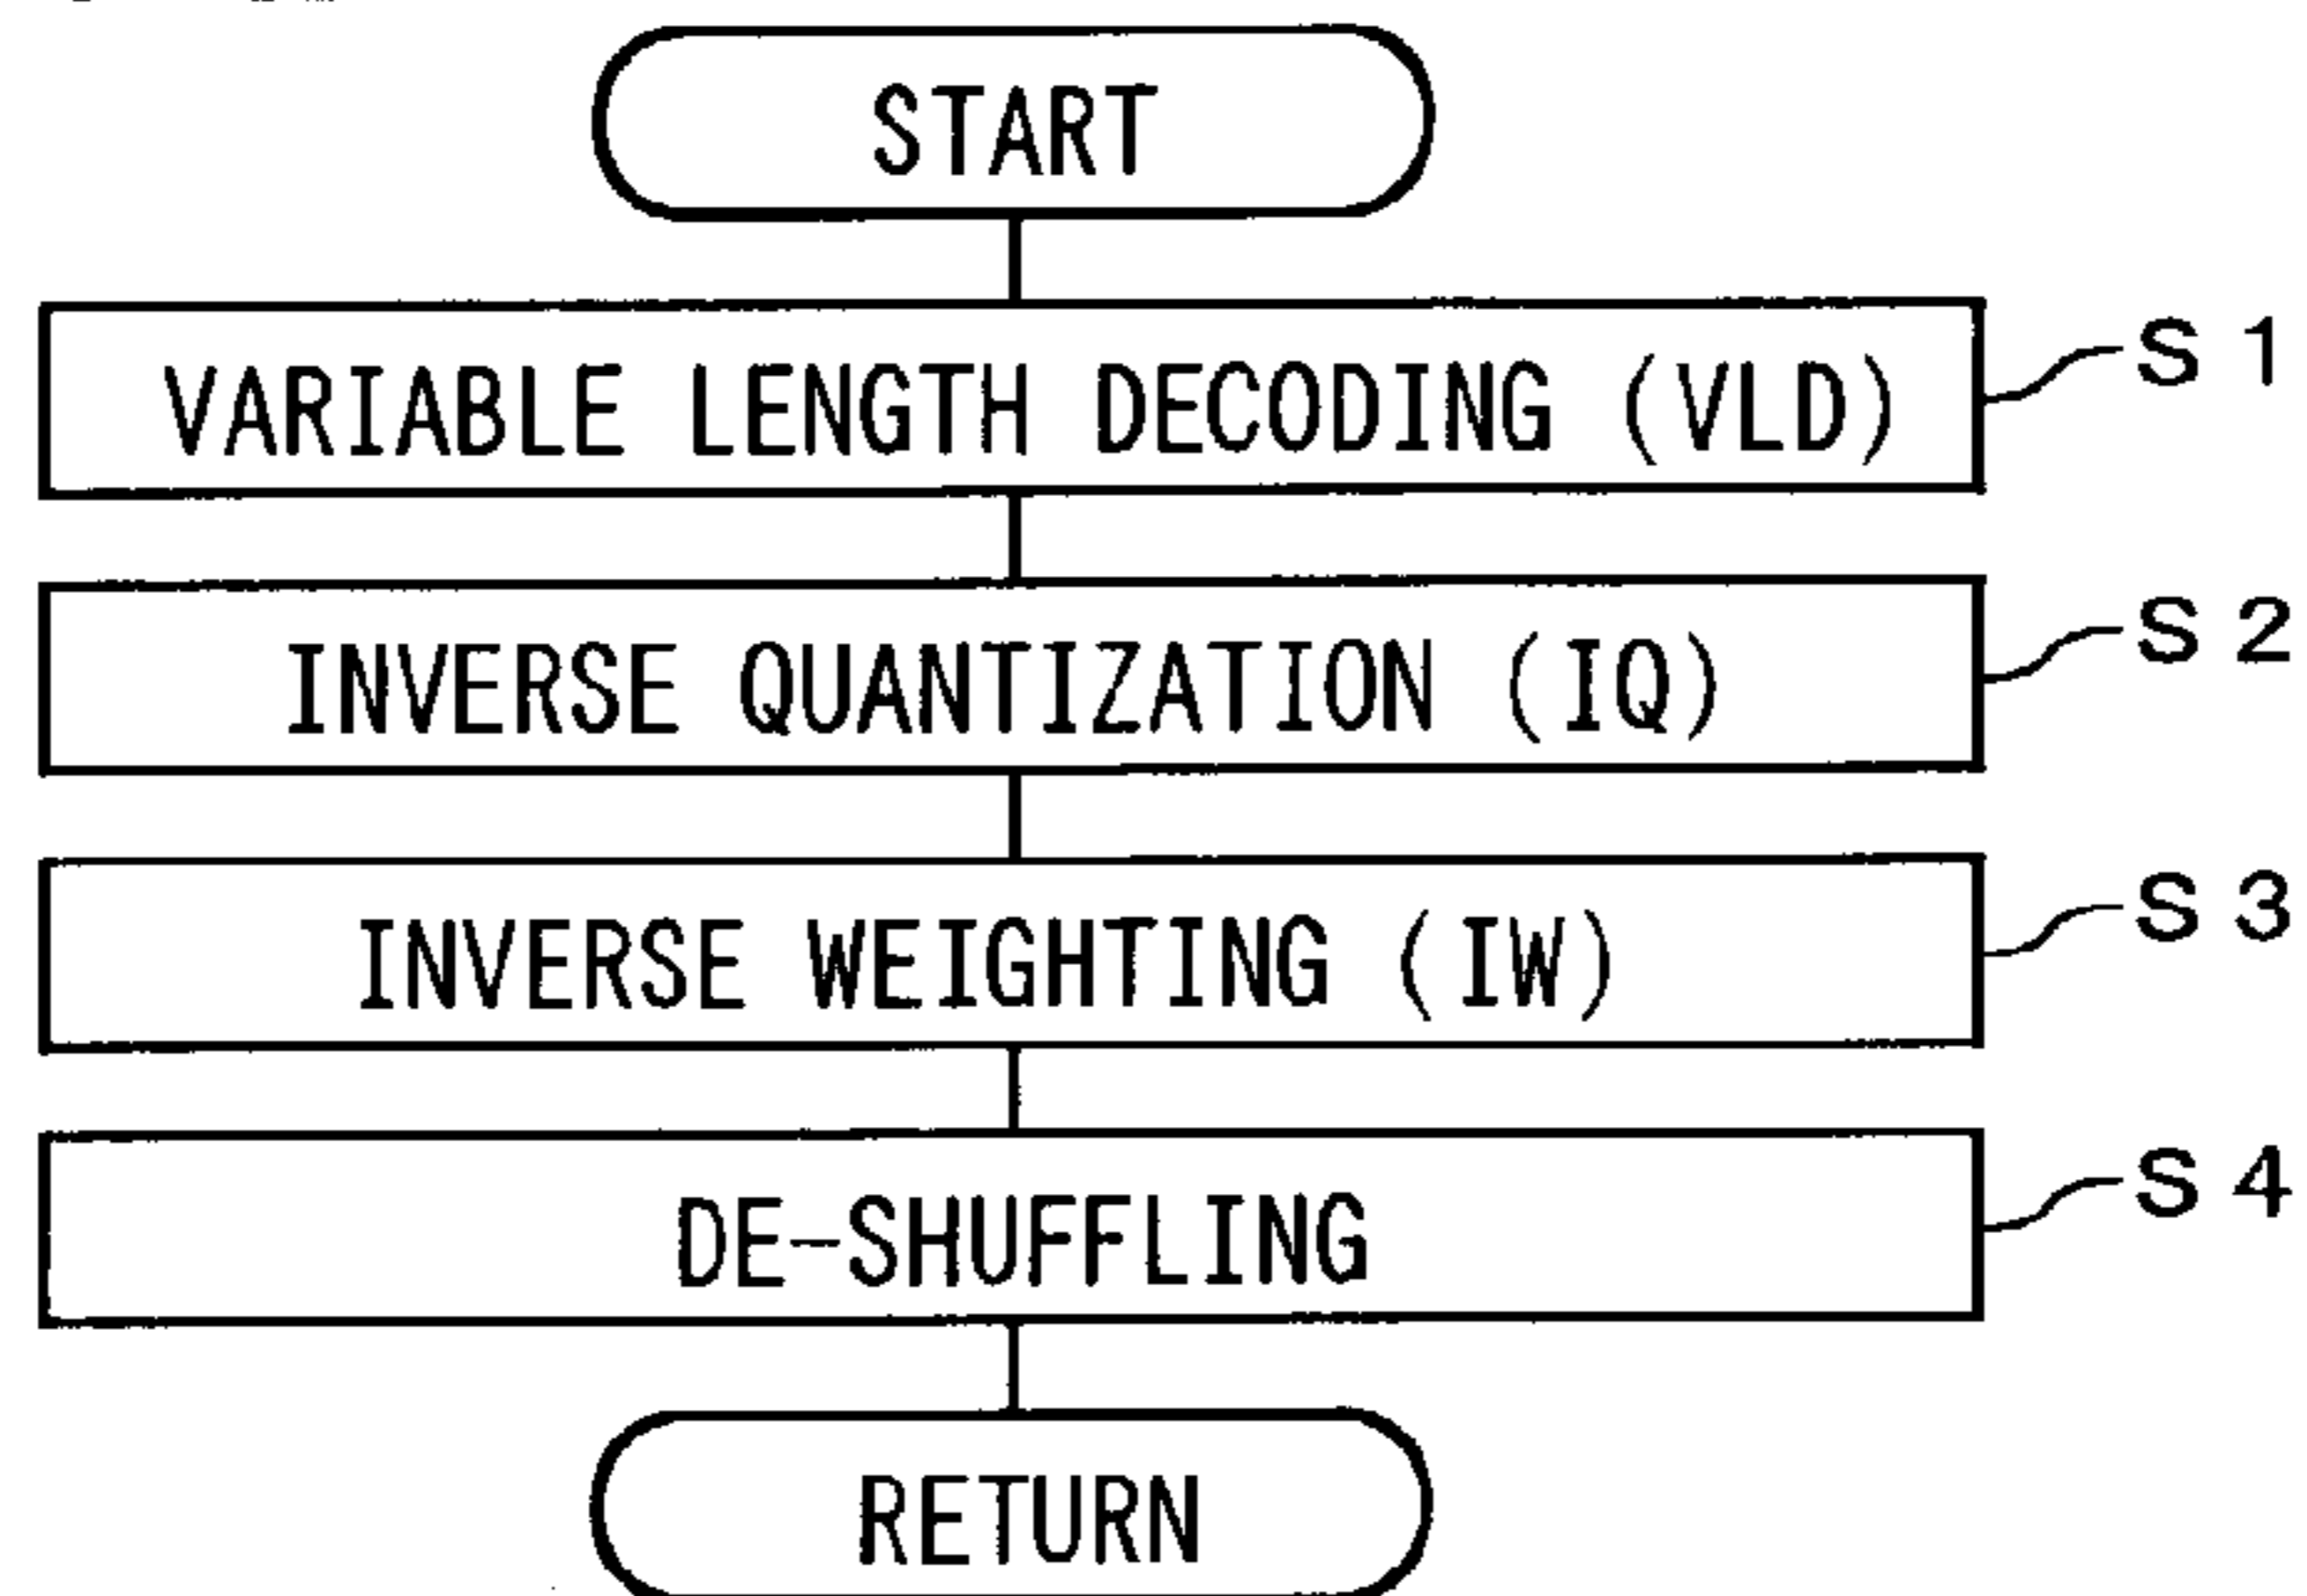 START
VARIABLE LENGTH DECODING (VLD) S1
INVERSE QUANTIZATION (IQ) S2
INVERSE WEIGHTING (IW) S3
DE-SHUFFLING S4
RETURN